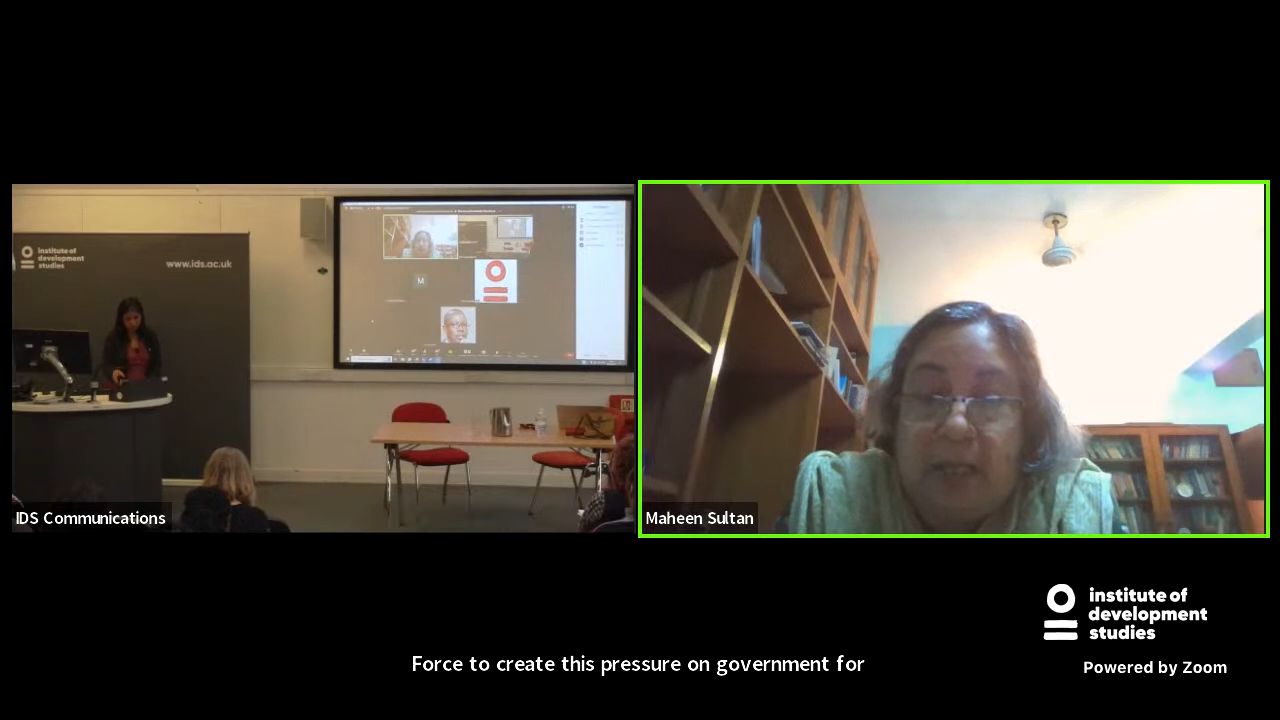 institute of
development
studies
www.ids.ac.uk
M
IDS Communications
Maheen Sultan
institute of
development
studies
Force to create this pressure on government for
Powered by Zoom